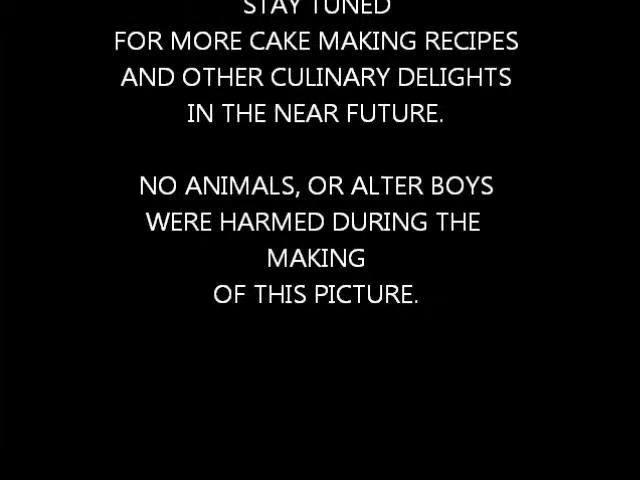 STAY TUNED
FOR MORE CAKE MAKING RECIPES
AND OTHER CULINARY DELIGHTS
IN THE NEAR FUTURE.
NO ANIMALS, OR ALTER BOYS
WERE HARMED DURING THE
MAKING
OF THIS PICTURE.